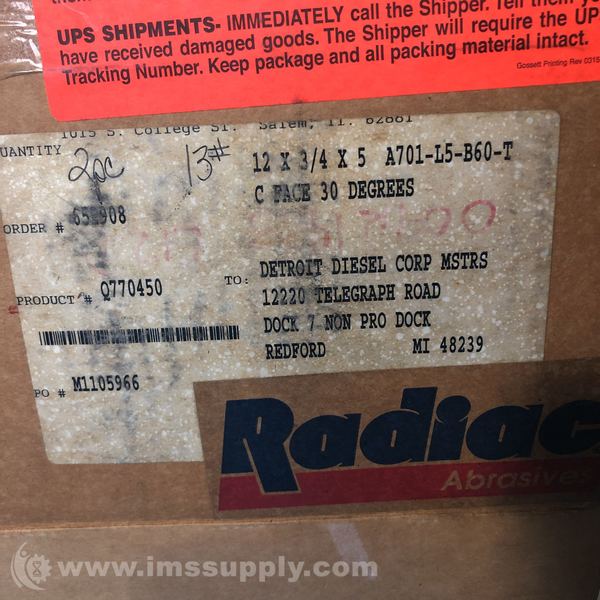 UPS SHIPMENTS- IMMEDIATELY call the Shipper. Tell them
have received damaged goods. The Shipper will require the UP
Tracking Number. Keep package and all packing material intact.
Gossett Printing Rev 0315
1015 S. College St. Salem, Il. 62881
UANTITY 2pc 13# 12 X 3/4 X 5 A701-L5-B60-T
C FACE 30 DEGREES
ORDER #
PRODUCT # Q770450
TO: DETROIT DIESEL CORP MSTRS
12220 TELEGRAPH ROAD
DOCK 7 NON PRO DOCK
REDFORD MI 48239
PO # M1105966
Radiac
Abrasives
www.imssupply.com